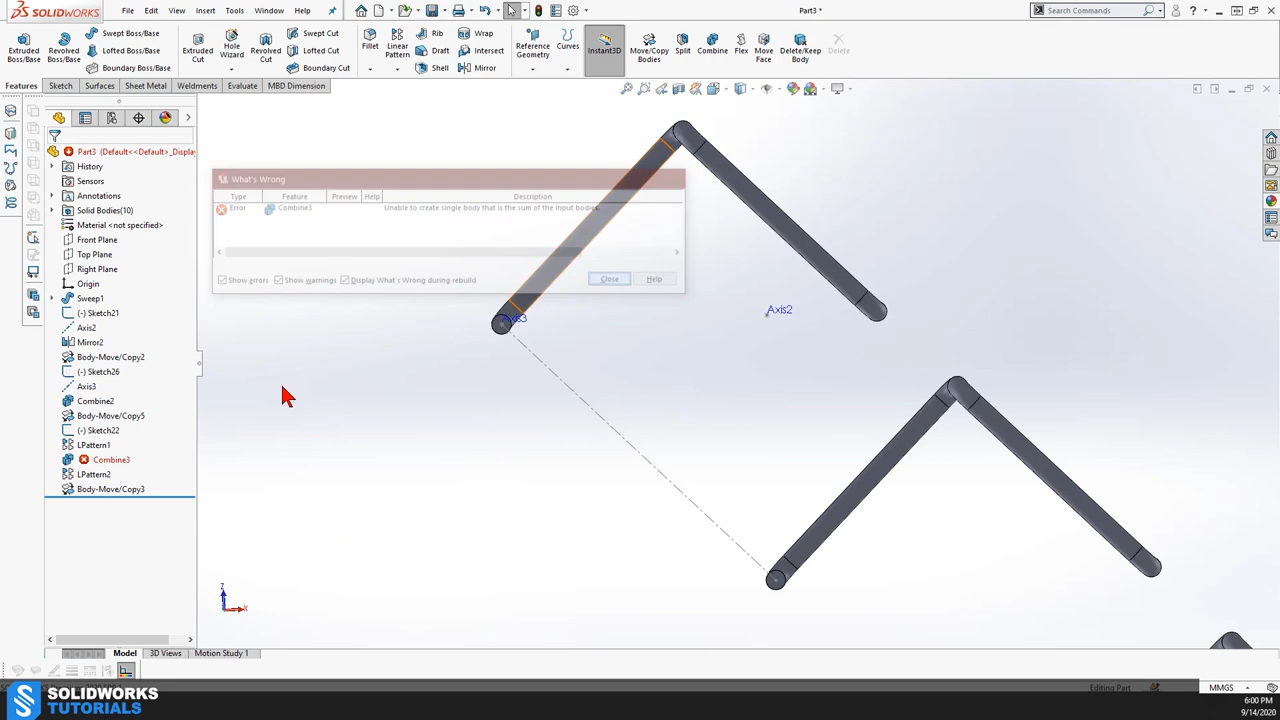 SOLIDWORKS
File Edit View Insert Tools Window Help
Part3 *
Search Commands
Extruded Boss/Base
Revolved Boss/Base
Swept Boss/Base
Lofted Boss/Base
Boundary Boss/Base
Extruded Cut
Hole Wizard
Revolved Cut
Swept Cut
Lofted Cut
Boundary Cut
Fillet
Linear Pattern
Rib
Draft
Shell
Wrap
Intersect
Mirror
Reference Geometry
Curves
Instant3D
Move/Copy Bodies
Split
Combine
Flex
Move Face
Delete/Keep Body
Delete
Features Sketch Surfaces Sheet Metal Weldments Evaluate MBD Dimension
Part3 (Default<<Default>_Displa
History
Sensors
Annotations
Solid Bodies(10)
Material <not specified>
Front Plane
Top Plane
Right Plane
Origin
Sweep1
(-) Sketch21
Axis2
Mirror2
Body-Move/Copy2
(-) Sketch26
Axis3
Combine2
Body-Move/Copy5
(-) Sketch22
LPattern1
Combine3
LPattern2
Body-Move/Copy3
What's Wrong
Type Feature Preview Help Description
Error Combine3 Unable to create single body that is the sum of the input bodies.
Show errors Show warnings Display What's Wrong during rebuild Close Help
Axis3
Axis2
Z
X
Model 3D Views Motion Study 1
Editing Part MMGS
SOLIDWORKS
TUTORIALS
6:00 PM
9/14/2020